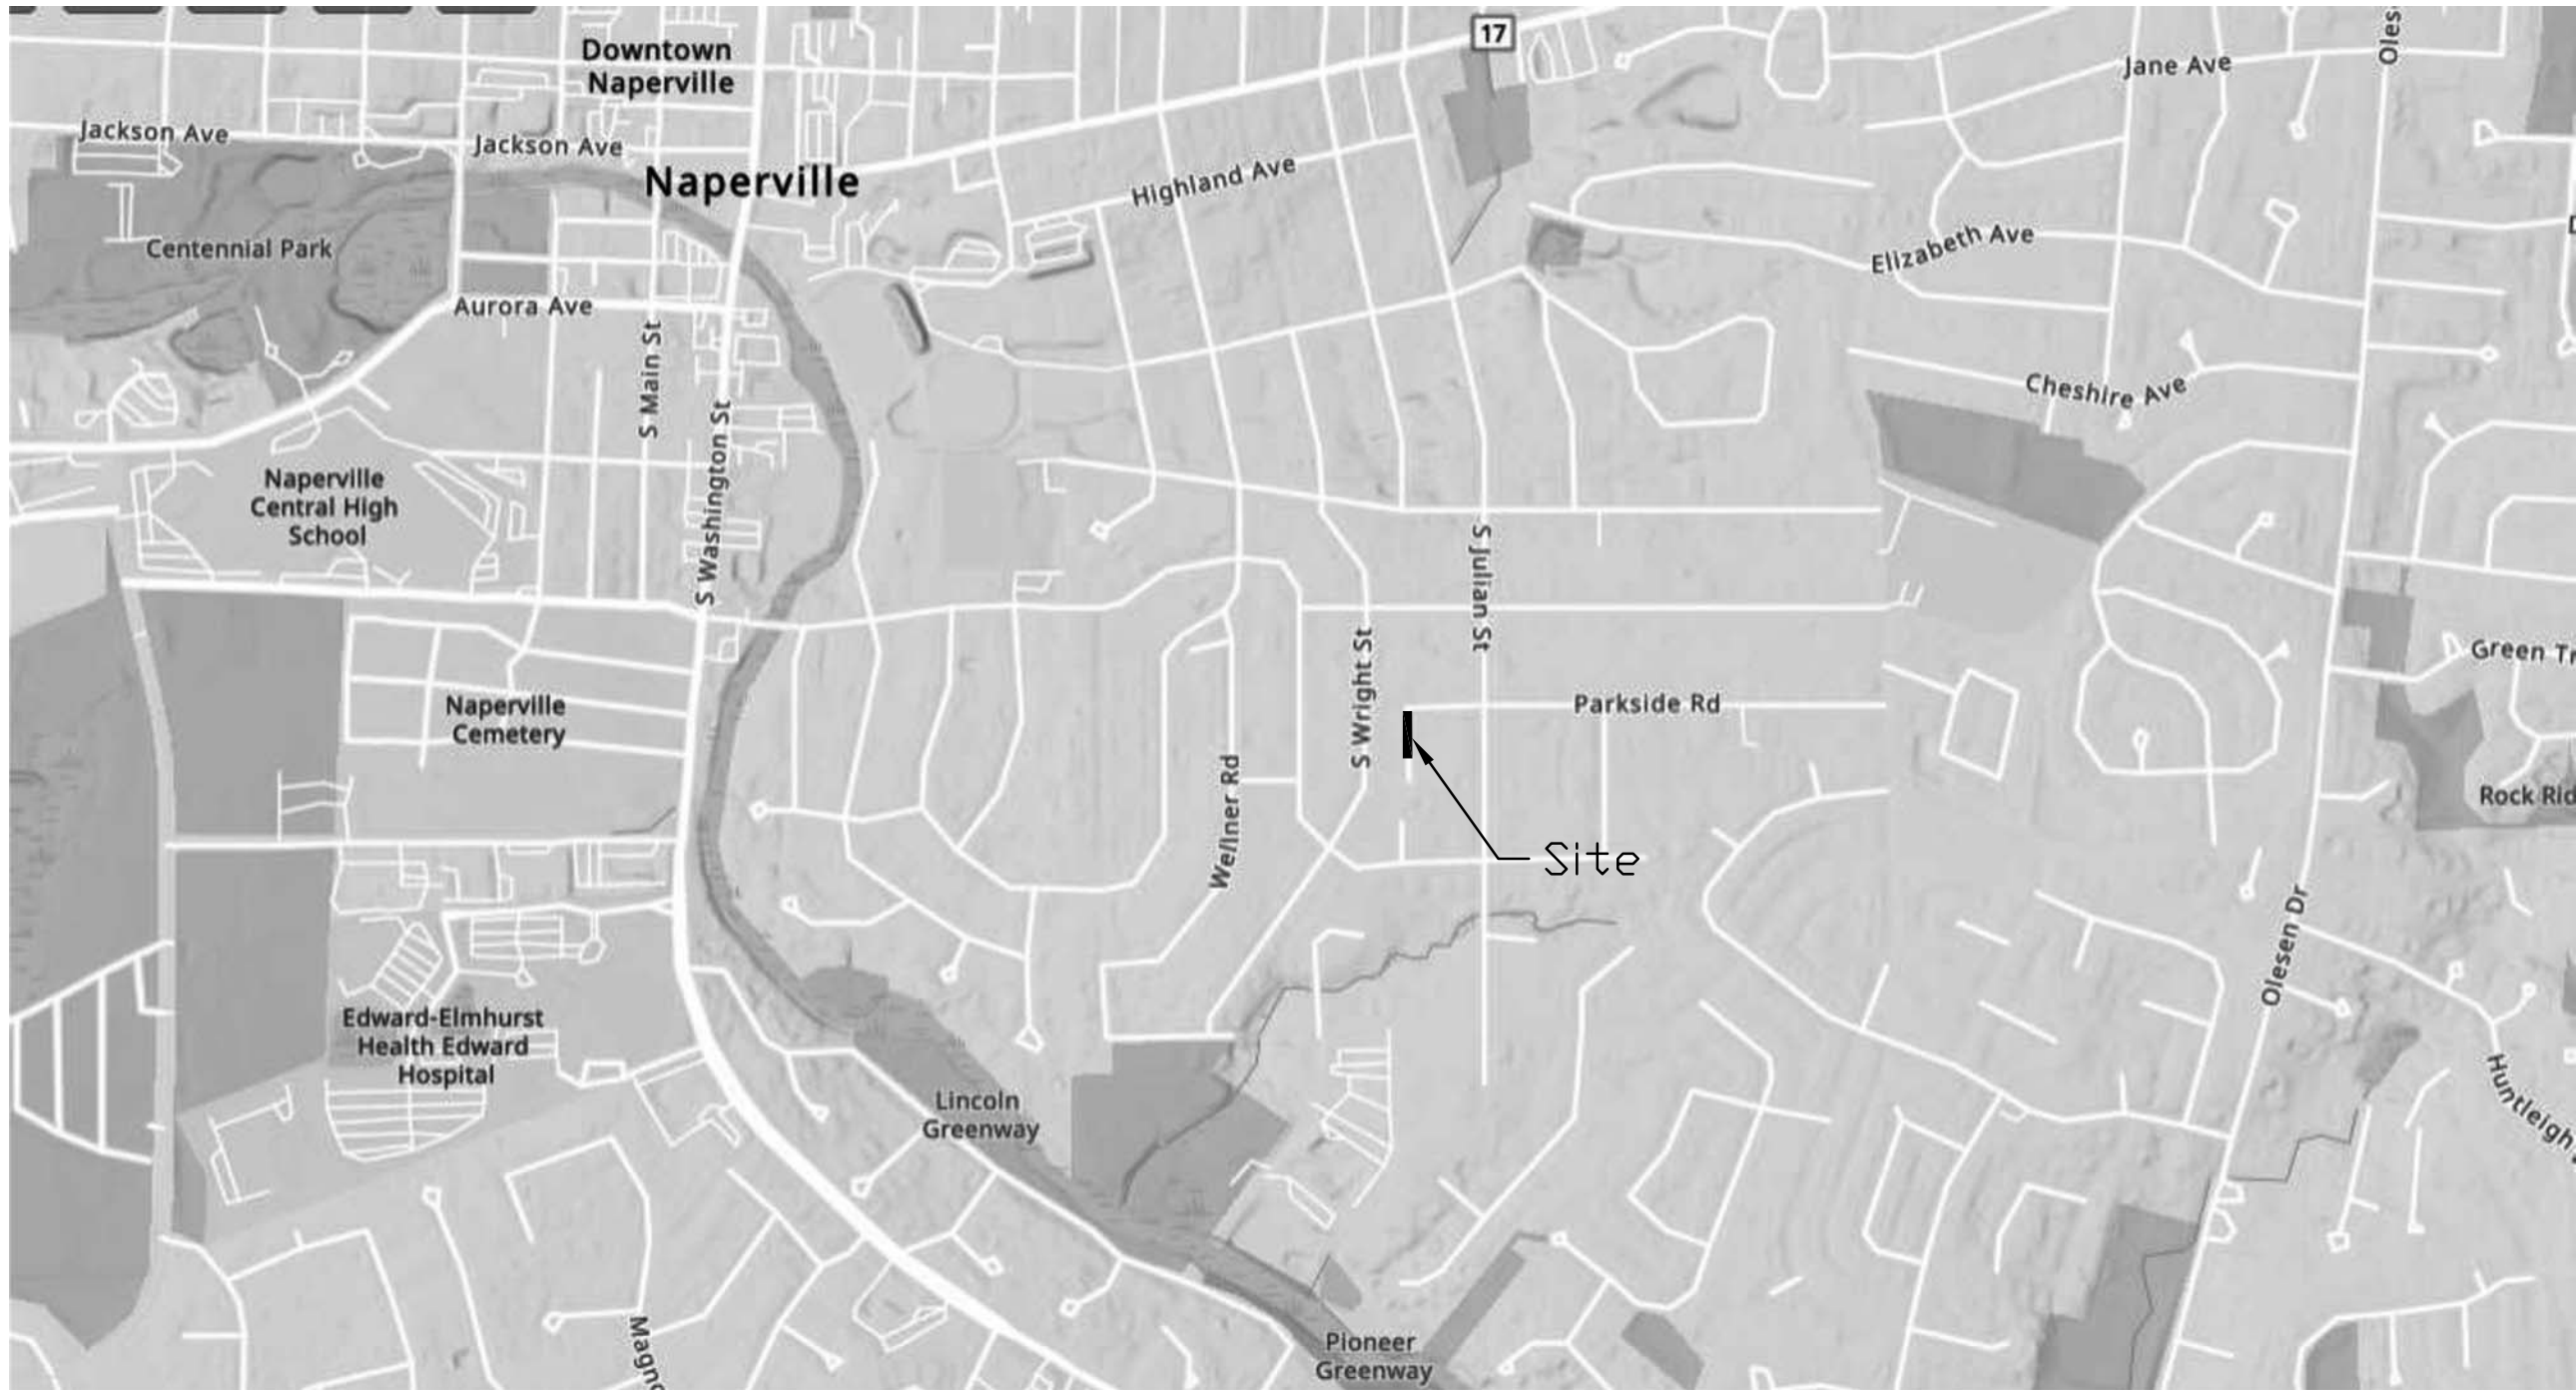 17
Oles
Downtown
Naperville
Jane Ave
Jackson Ave
Jackson Ave
Naperville
Highland Ave
Centennial Park
Elizabeth Ave
Aurora Ave
S Main St
Cheshire Ave
S Washington St
Naperville
Central High
School
S Julian St
S Wright St
Green Tr
Naperville
Cemetery
Parkside Rd
Wellner Rd
Rock Rid
Site
Olesen Dr
Edward-Elmhurst
Health Edward
Hospital
Lincoln
Greenway
Huntleigh
Magno
Pioneer
Greenway